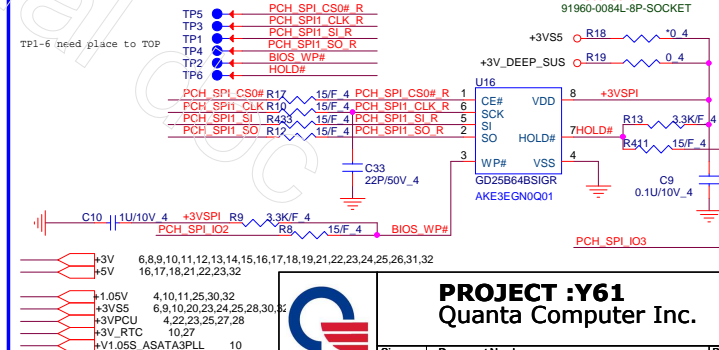 91960-0084L-8P-SOCKET
TP5 PCH_SPI_CS0#_R
TP3 PCH_SPI1_CLK_R
TP1 PCH_SPI1_SI_R
TP4 PCH_SPI1_SO_R
TP2 BIOS_WP#
TP6 HOLD#
TP1-6 need place to TOP
+3VS5 R18 *0_4
+3V_DEEP_SUS R19 0_4
U16
PCH_SPI_CS0# R17 15/F_4 PCH_SPI_CS0#_R 1 CE# VDD 8 +3VSPI
PCH_SPI1_CLK R10 15/F_4 PCH_SPI1_CLK_R 6 SCK
PCH_SPI1_SI R433 15/F_4 PCH_SPI1_SI_R 5 SI
PCH_SPI1_SO R12 15/F_4 PCH_SPI1_SO_R 2 SO HOLD# 7 HOLD#
R13 3.3K/F_4
R411 15/F_4
3 WP# VSS 4
C33
22P/50V_4
GD25B64BSIGR
AKE3EGN0Q01
C9
0.1U/10V_4
C10 1U/10V_4 +3VSPI R9 3.3K/F_4
PCH_SPI_IO2 R8 15/F_4 BIOS_WP#
PCH_SPI_IO3
+3V 6,8,9,10,11,12,13,14,15,16,17,18,19,21,22,23,24,25,26,31,32
+5V 16,17,18,21,22,23,32
+1.05V 4,10,11,25,30,32
+3VS5 6,9,10,20,23,24,25,28,30,32
+3VPCU 4,22,23,25,27,28
+3V_RTC 10,27
+V1.05S_ASATA3PLL 10
PROJECT :Y61
Quanta Computer Inc.